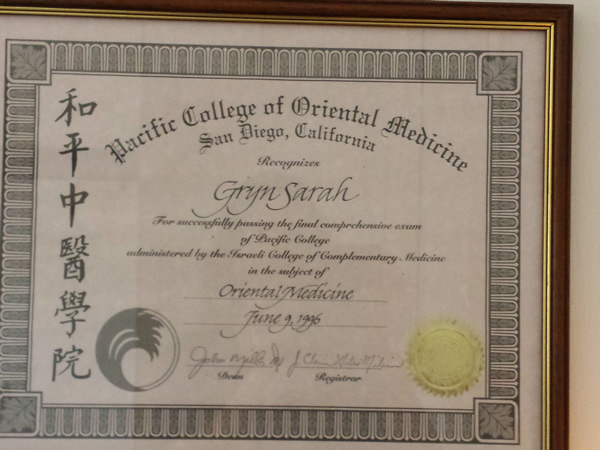 和平中醫學院
Pacific College of Oriental Medicine
San Diego, California
Recognizes
Gryn Sarah
For successfully passing the final comprehensive exam
of Pacific College
administered by the Israeli College of Complementary Medicine
in the subject of
Oriental Medicine
June 9, 1996
Dean
Registrar